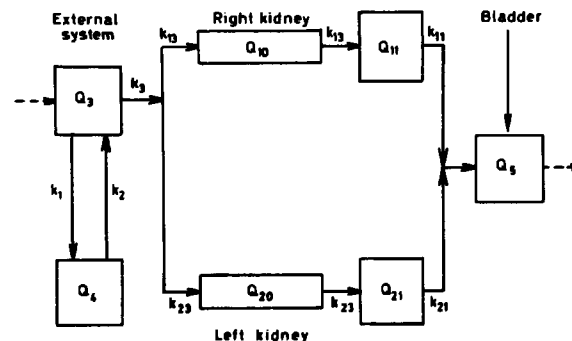 External
system
Right kidney
Bladder
Q3
k3
k13
Q10
k13
Q11
k11
k1
k2
Q5
Q4
k23
Q20
k23
Q21
k21
Left kidney